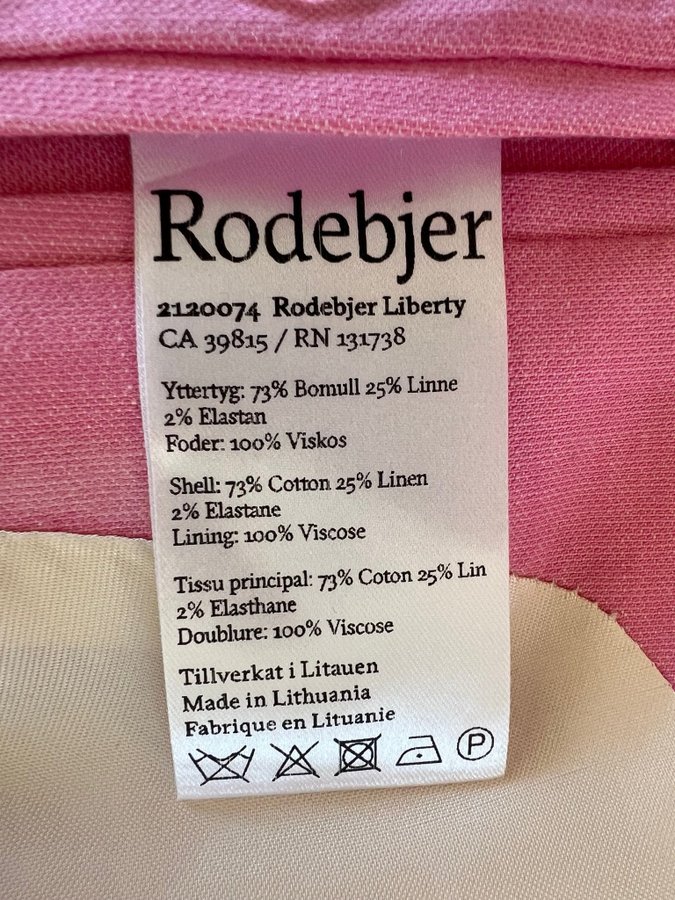 Rodebjer
2120074 Rodebjer Liberty
CA 39815 / RN 131738
Yttertyg: 73% Bomull 25% Linne
2% Elastan
Foder: 100% Viskos
Shell: 73% Cotton 25% Linen
2% Elastane
Lining: 100% Viscose
Tissu principal: 73% Coton 25% Lin
2% Elasthane
Doublure: 100% Viscose
Tillverkat i Litauen
Made in Lithuania
Fabrique en Lituanie
P